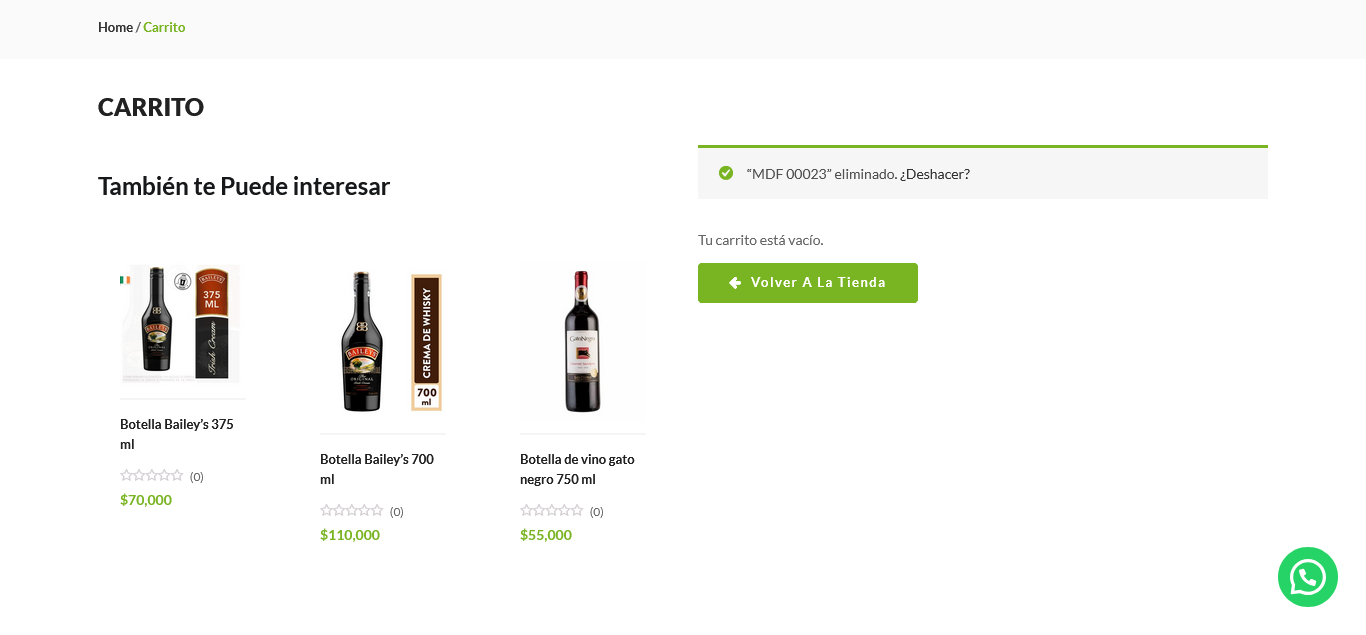 Home / Carrito
CARRITO
También te Puede interesar
“MDF 00023” eliminado. ¿Deshacer?
Tu carrito está vacío.
Volver A La Tienda
375
ML
BAILEYS
Irish Cream
Botella Bailey’s 375
ml
(0)
$70,000
BAILEYS
CREMA DE WHISKY
700
ml
Botella Bailey’s 700
ml
(0)
$110,000
GatoNegro
Botella de vino gato
negro 750 ml
(0)
$55,000